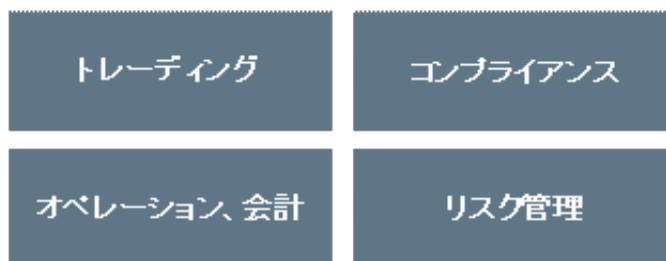 トレーディング
コンプライアンス
オペレーション、会計
リスク管理